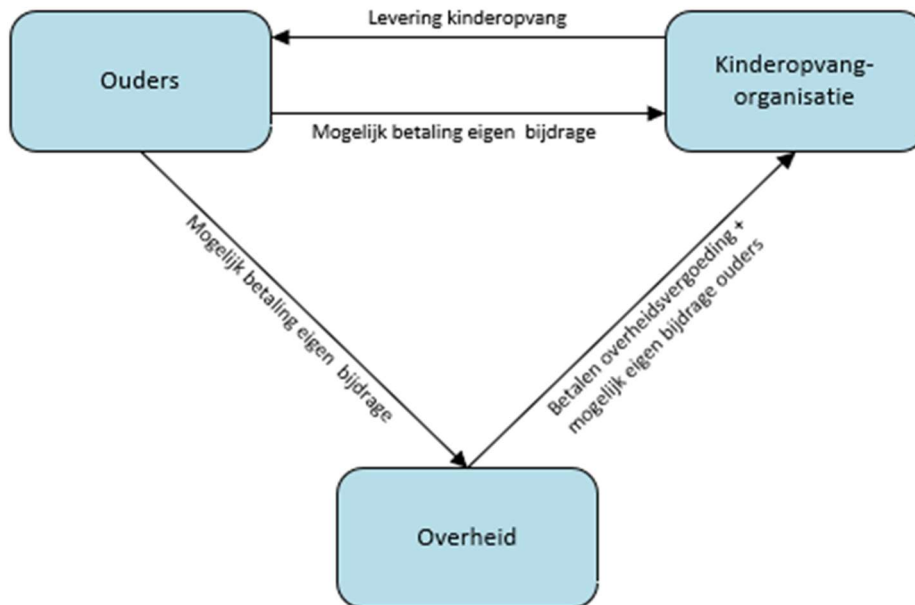 Levering kinderopvang
Ouders
Kinderopvang-
organisatie
Mogelijk betaling eigen bijdrage
Mogelijk betaling eigen bijdrage
Betalen overheidsvergoeding +
mogelijk eigen bijdrage ouders
Overheid